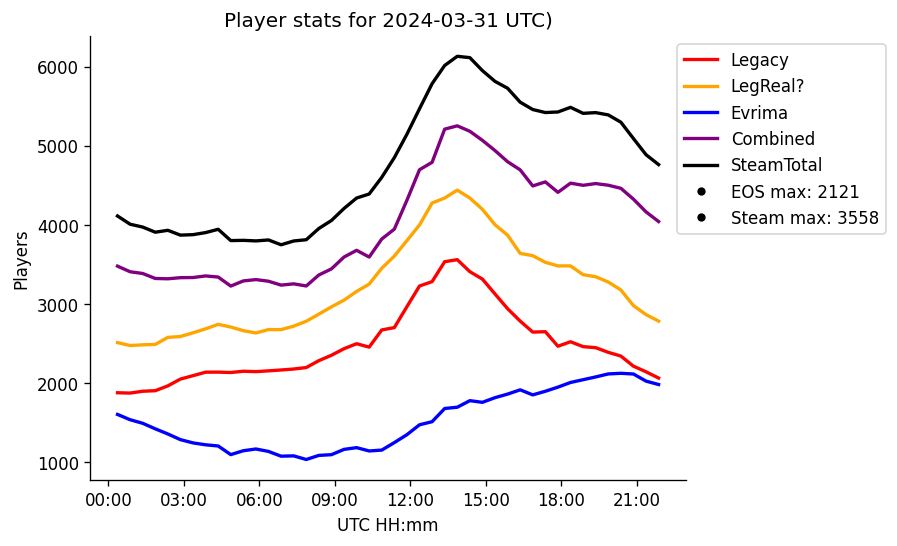 Player stats for 2024-03-31 UTC)
Players
6000
5000
4000
3000
2000
1000
00:00 03:00 06:00 09:00 12:00 15:00 18:00 21:00
UTC HH:mm
Legacy
LegReal?
Evrima
Combined
SteamTotal
EOS max: 2121
Steam max: 3558